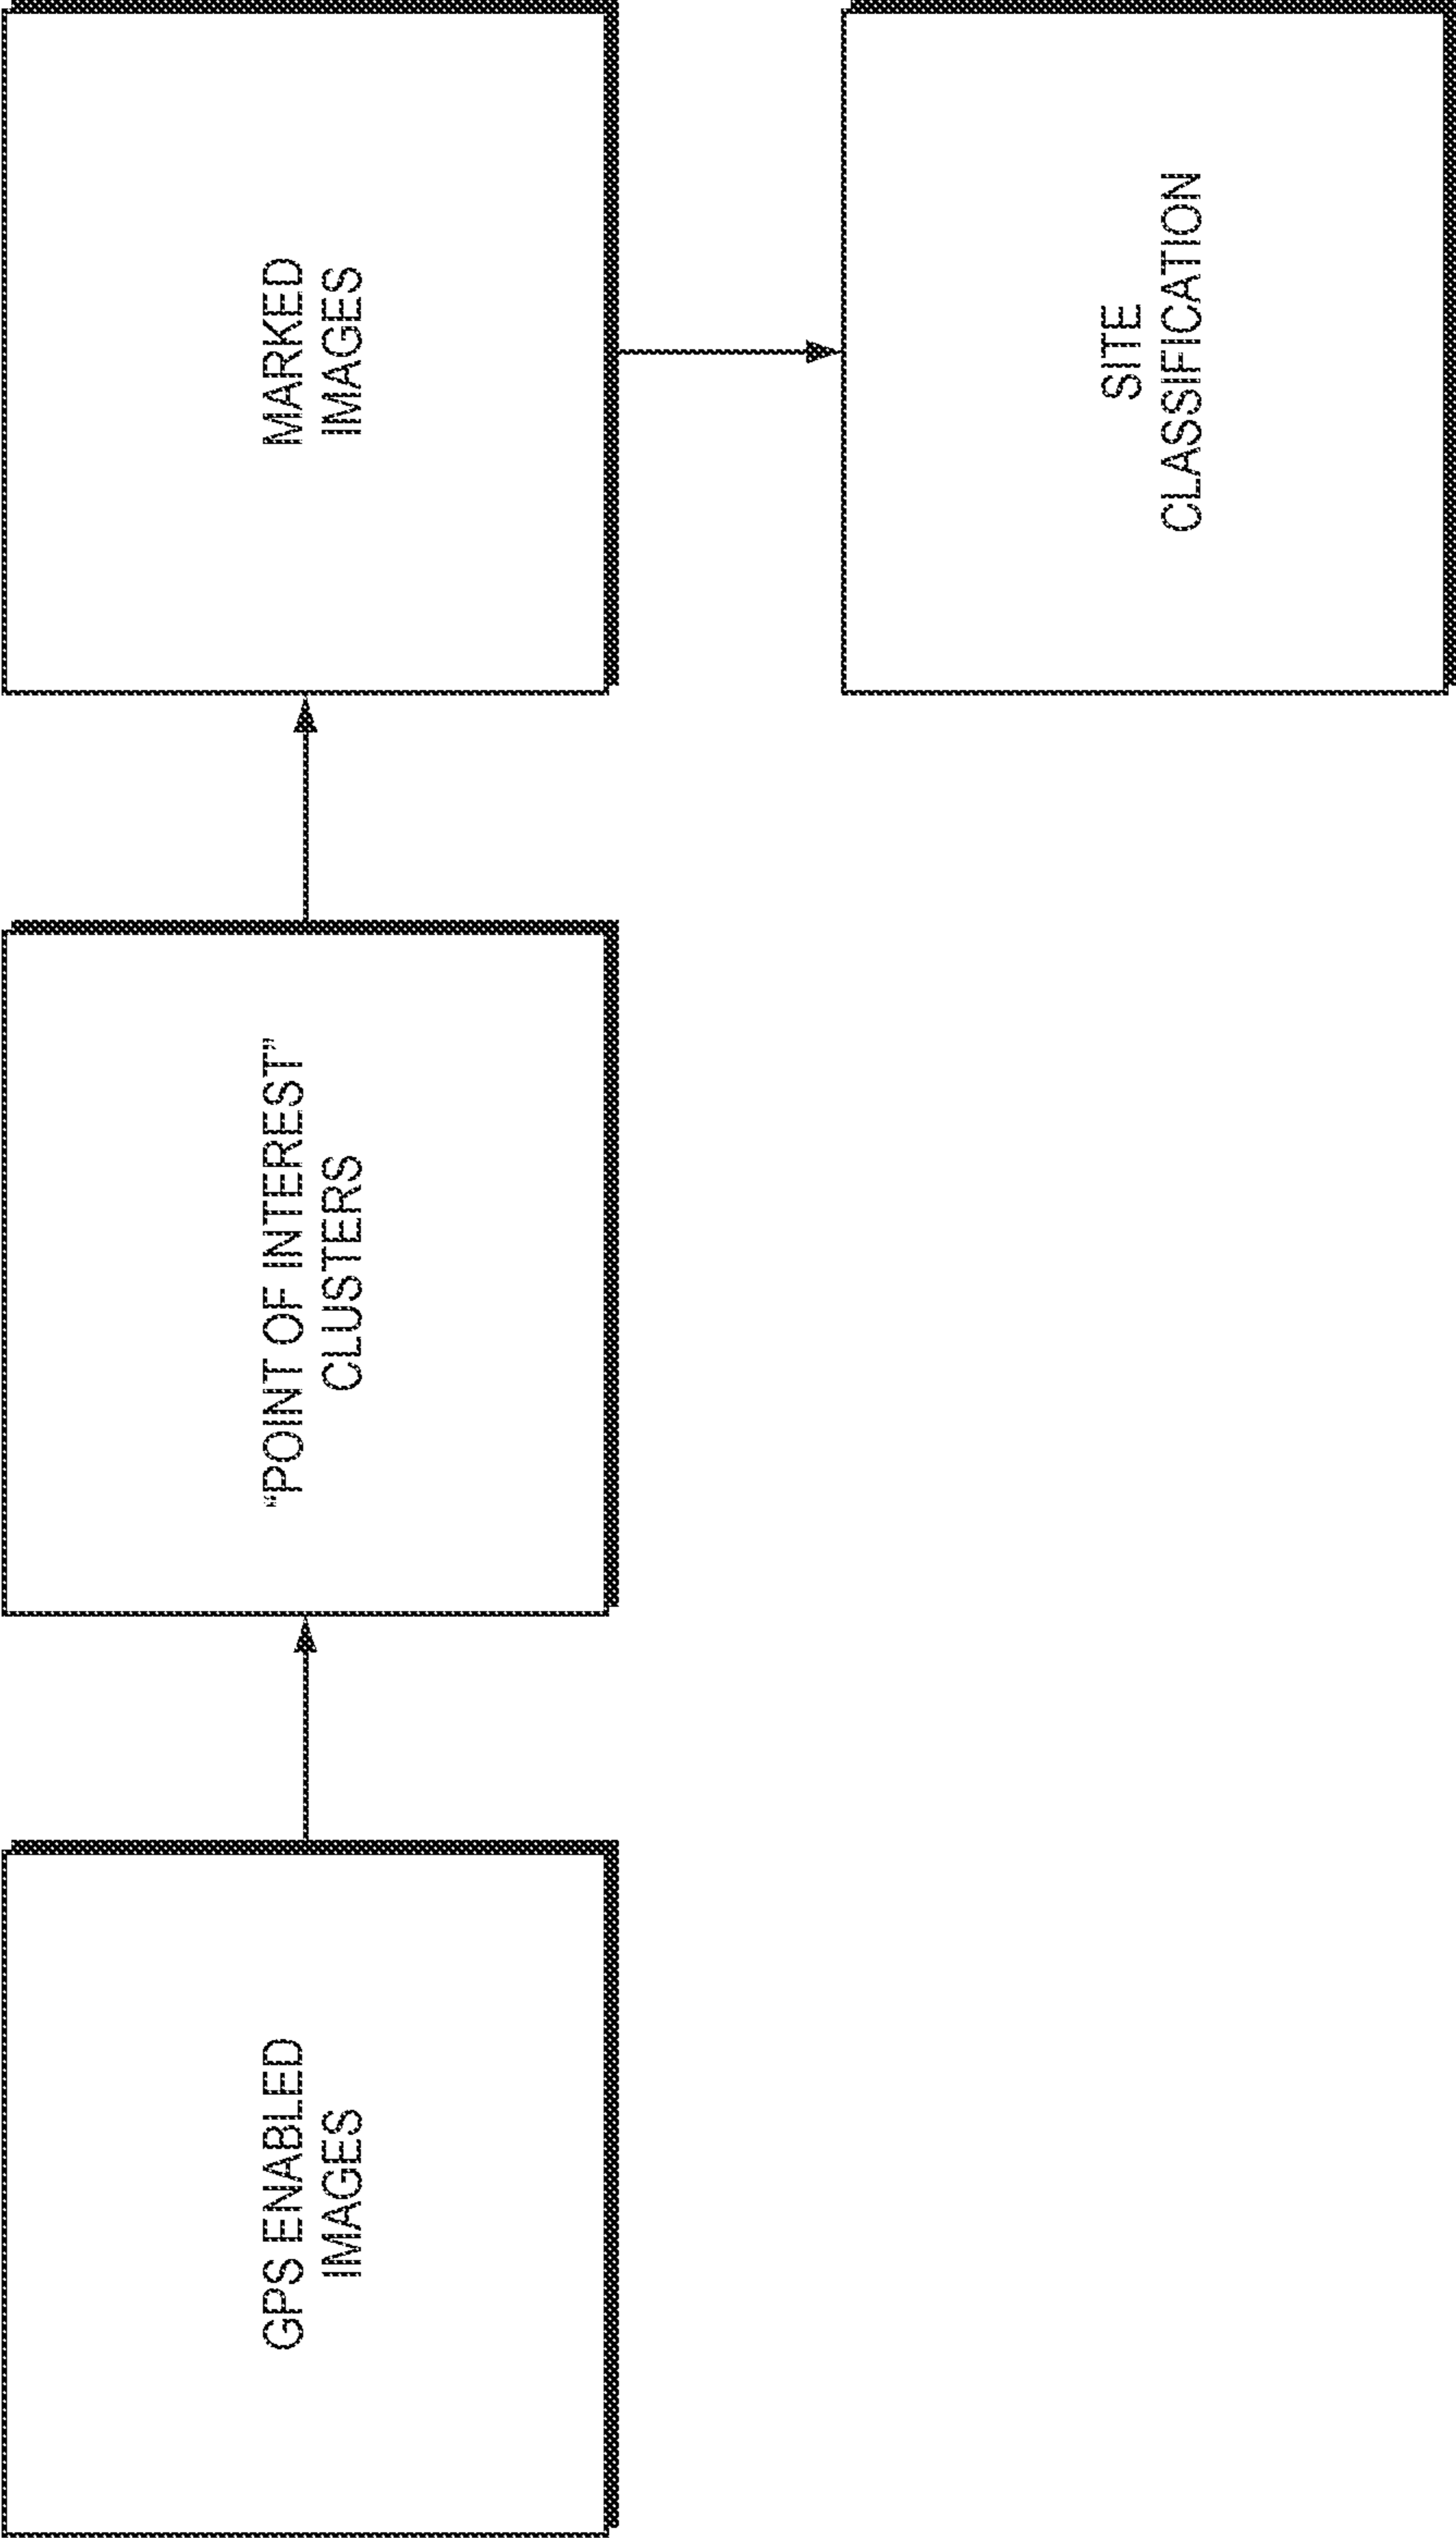 GPS ENABLED
IMAGES
“POINT OF INTEREST”
CLUSTERS
MARKED
IMAGES
SITE
CLASSIFICATION